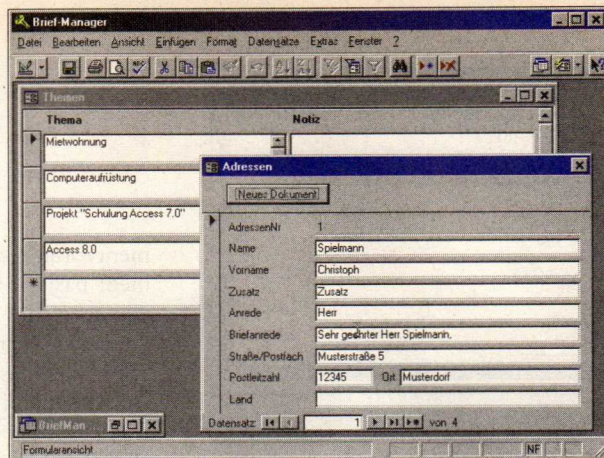 Brief-Manager
Datei Bearbeiten Ansicht Einfügen Format Datensätze Extras Fenster ?
Themen
Thema Notiz
Mietwohnung
Computeraufrüstung
Projekt "Schulung Access 7.0"
Access 8.0
Adressen
Neues Dokument
AdressenNr 1
Name Spielmann
Vorname Christoph
Zusatz Zusatz
Anrede Herr
Briefanrede Sehr geehrter Herr Spielmann,
Straße/Postfach Musterstraße 5
Postleitzahl 12345 Ort Musterdorf
Land
Datensatz: 1 von 4
BriefMan
Formularansicht NF